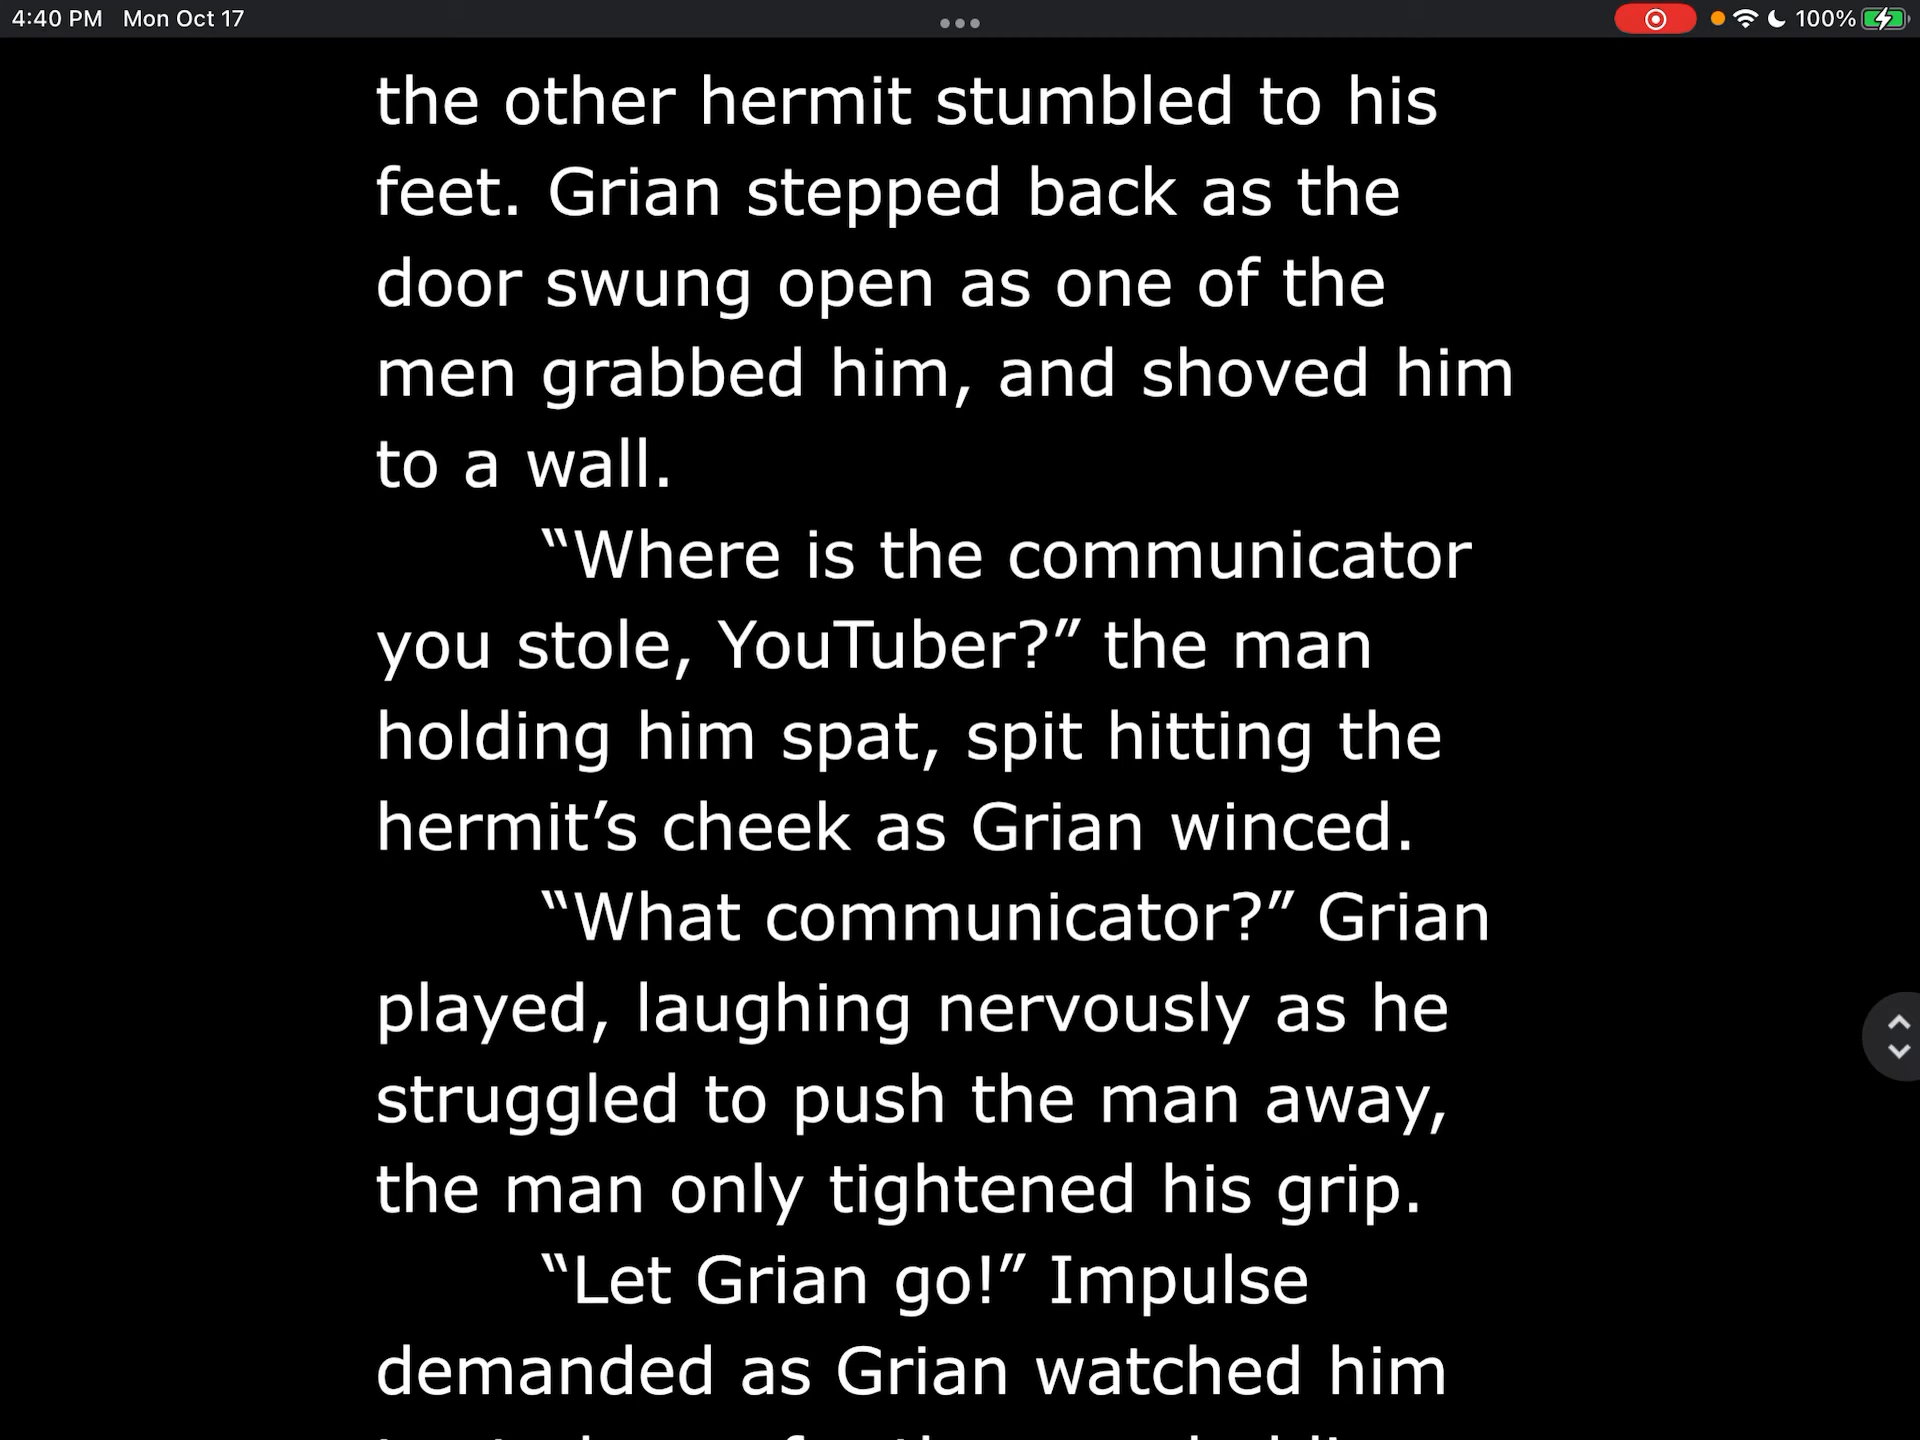 4:40 PM Mon Oct 17
100%
the other hermit stumbled to his
feet. Grian stepped back as the
door swung open as one of the
men grabbed him, and shoved him
to a wall.
“Where is the communicator
you stole, YouTuber?” the man
holding him spat, spit hitting the
hermit’s cheek as Grian winced.
“What communicator?” Grian
played, laughing nervously as he
struggled to push the man away,
the man only tightened his grip.
“Let Grian go!” Impulse
demanded as Grian watched him